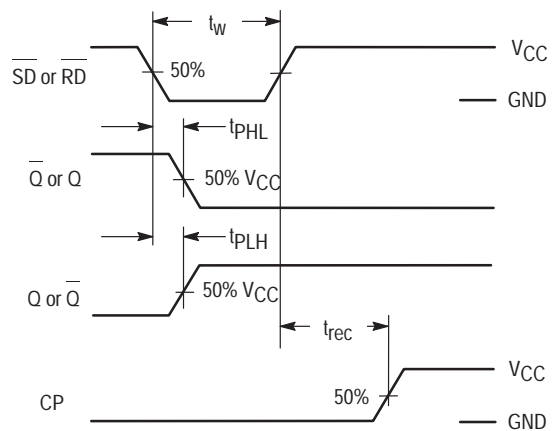 tw
VCC
SD or RD
50%
GND
tPHL
Q or Q
50% VCC
tPLH
Q or Q
50% VCC
trec
VCC
CP
50%
GND